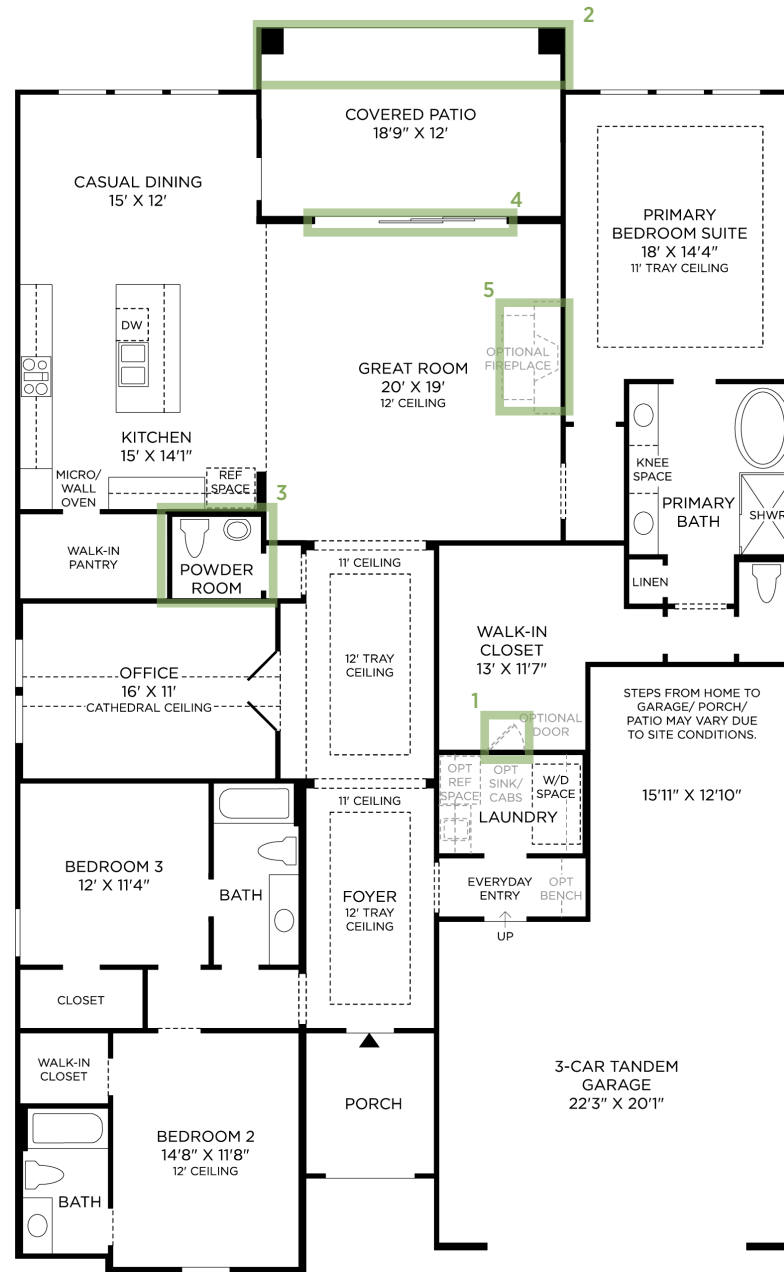 2
COVERED PATIO
18'9" X 12'
CASUAL DINING
15' X 12'
4
PRIMARY
BEDROOM SUITE
18' X 14'4"
11' TRAY CEILING
5
DW
OPTIONAL
FIREPLACE
GREAT ROOM
20' X 19'
12' CEILING
KITCHEN
15' X 14'1"
MICRO/
WALL
OVEN
REF
SPACE
3
KNEE
SPACE
PRIMARY
BATH
SHWR
WALK-IN
PANTRY
POWDER
ROOM
11' CEILING
LINEN
12' TRAY
CEILING
WALK-IN
CLOSET
13' X 11'7"
OFFICE
16' X 11'
CATHEDRAL CEILING
1
OPTIONAL
DOOR
STEPS FROM HOME TO
GARAGE/ PORCH/
PATIO MAY VARY DUE
TO SITE CONDITIONS.
OPT
REF
SPACE
OPT
SINK/
CABS
W/D
SPACE
LAUNDRY
15'11" X 12'10"
11' CEILING
BEDROOM 3
12' X 11'4"
BATH
FOYER
12' TRAY
CEILING
EVERYDAY
ENTRY
OPT
BENCH
UP
CLOSET
WALK-IN
CLOSET
PORCH
3-CAR TANDEM
GARAGE
22'3" X 20'1"
BEDROOM 2
14'8" X 11'8"
12' CEILING
BATH